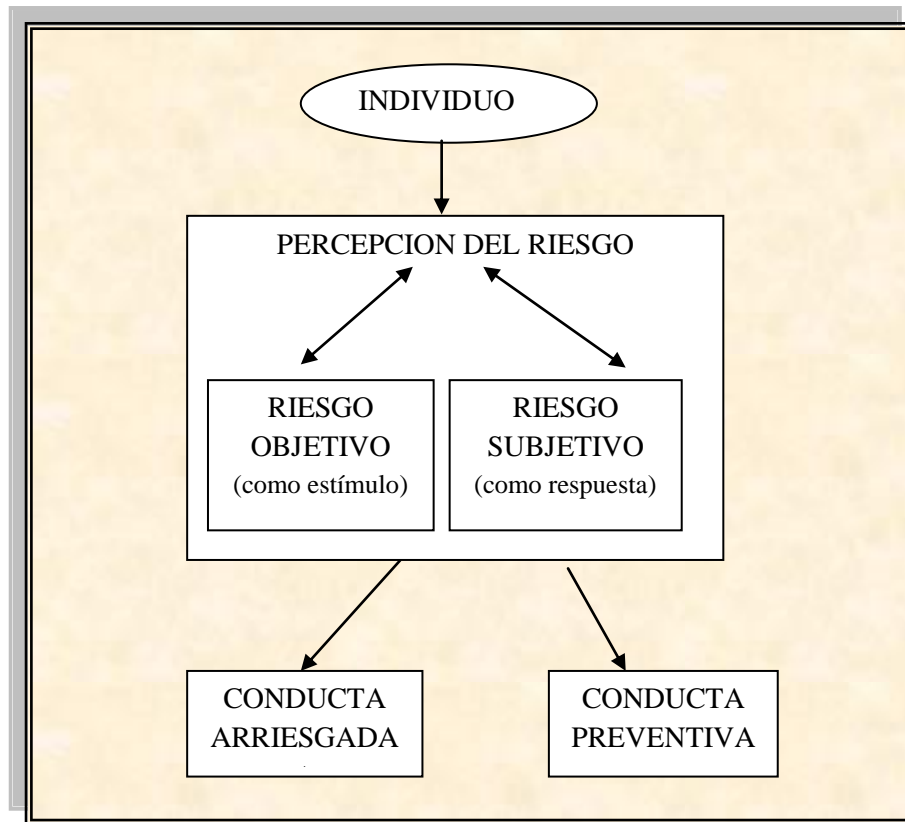 INDIVIDUO
PERCEPCION DEL RIESGO
RIESGO
OBJETIVO
(como estímulo)
RIESGO
SUBJETIVO
(como respuesta)
CONDUCTA
ARRIESGADA
CONDUCTA
PREVENTIVA